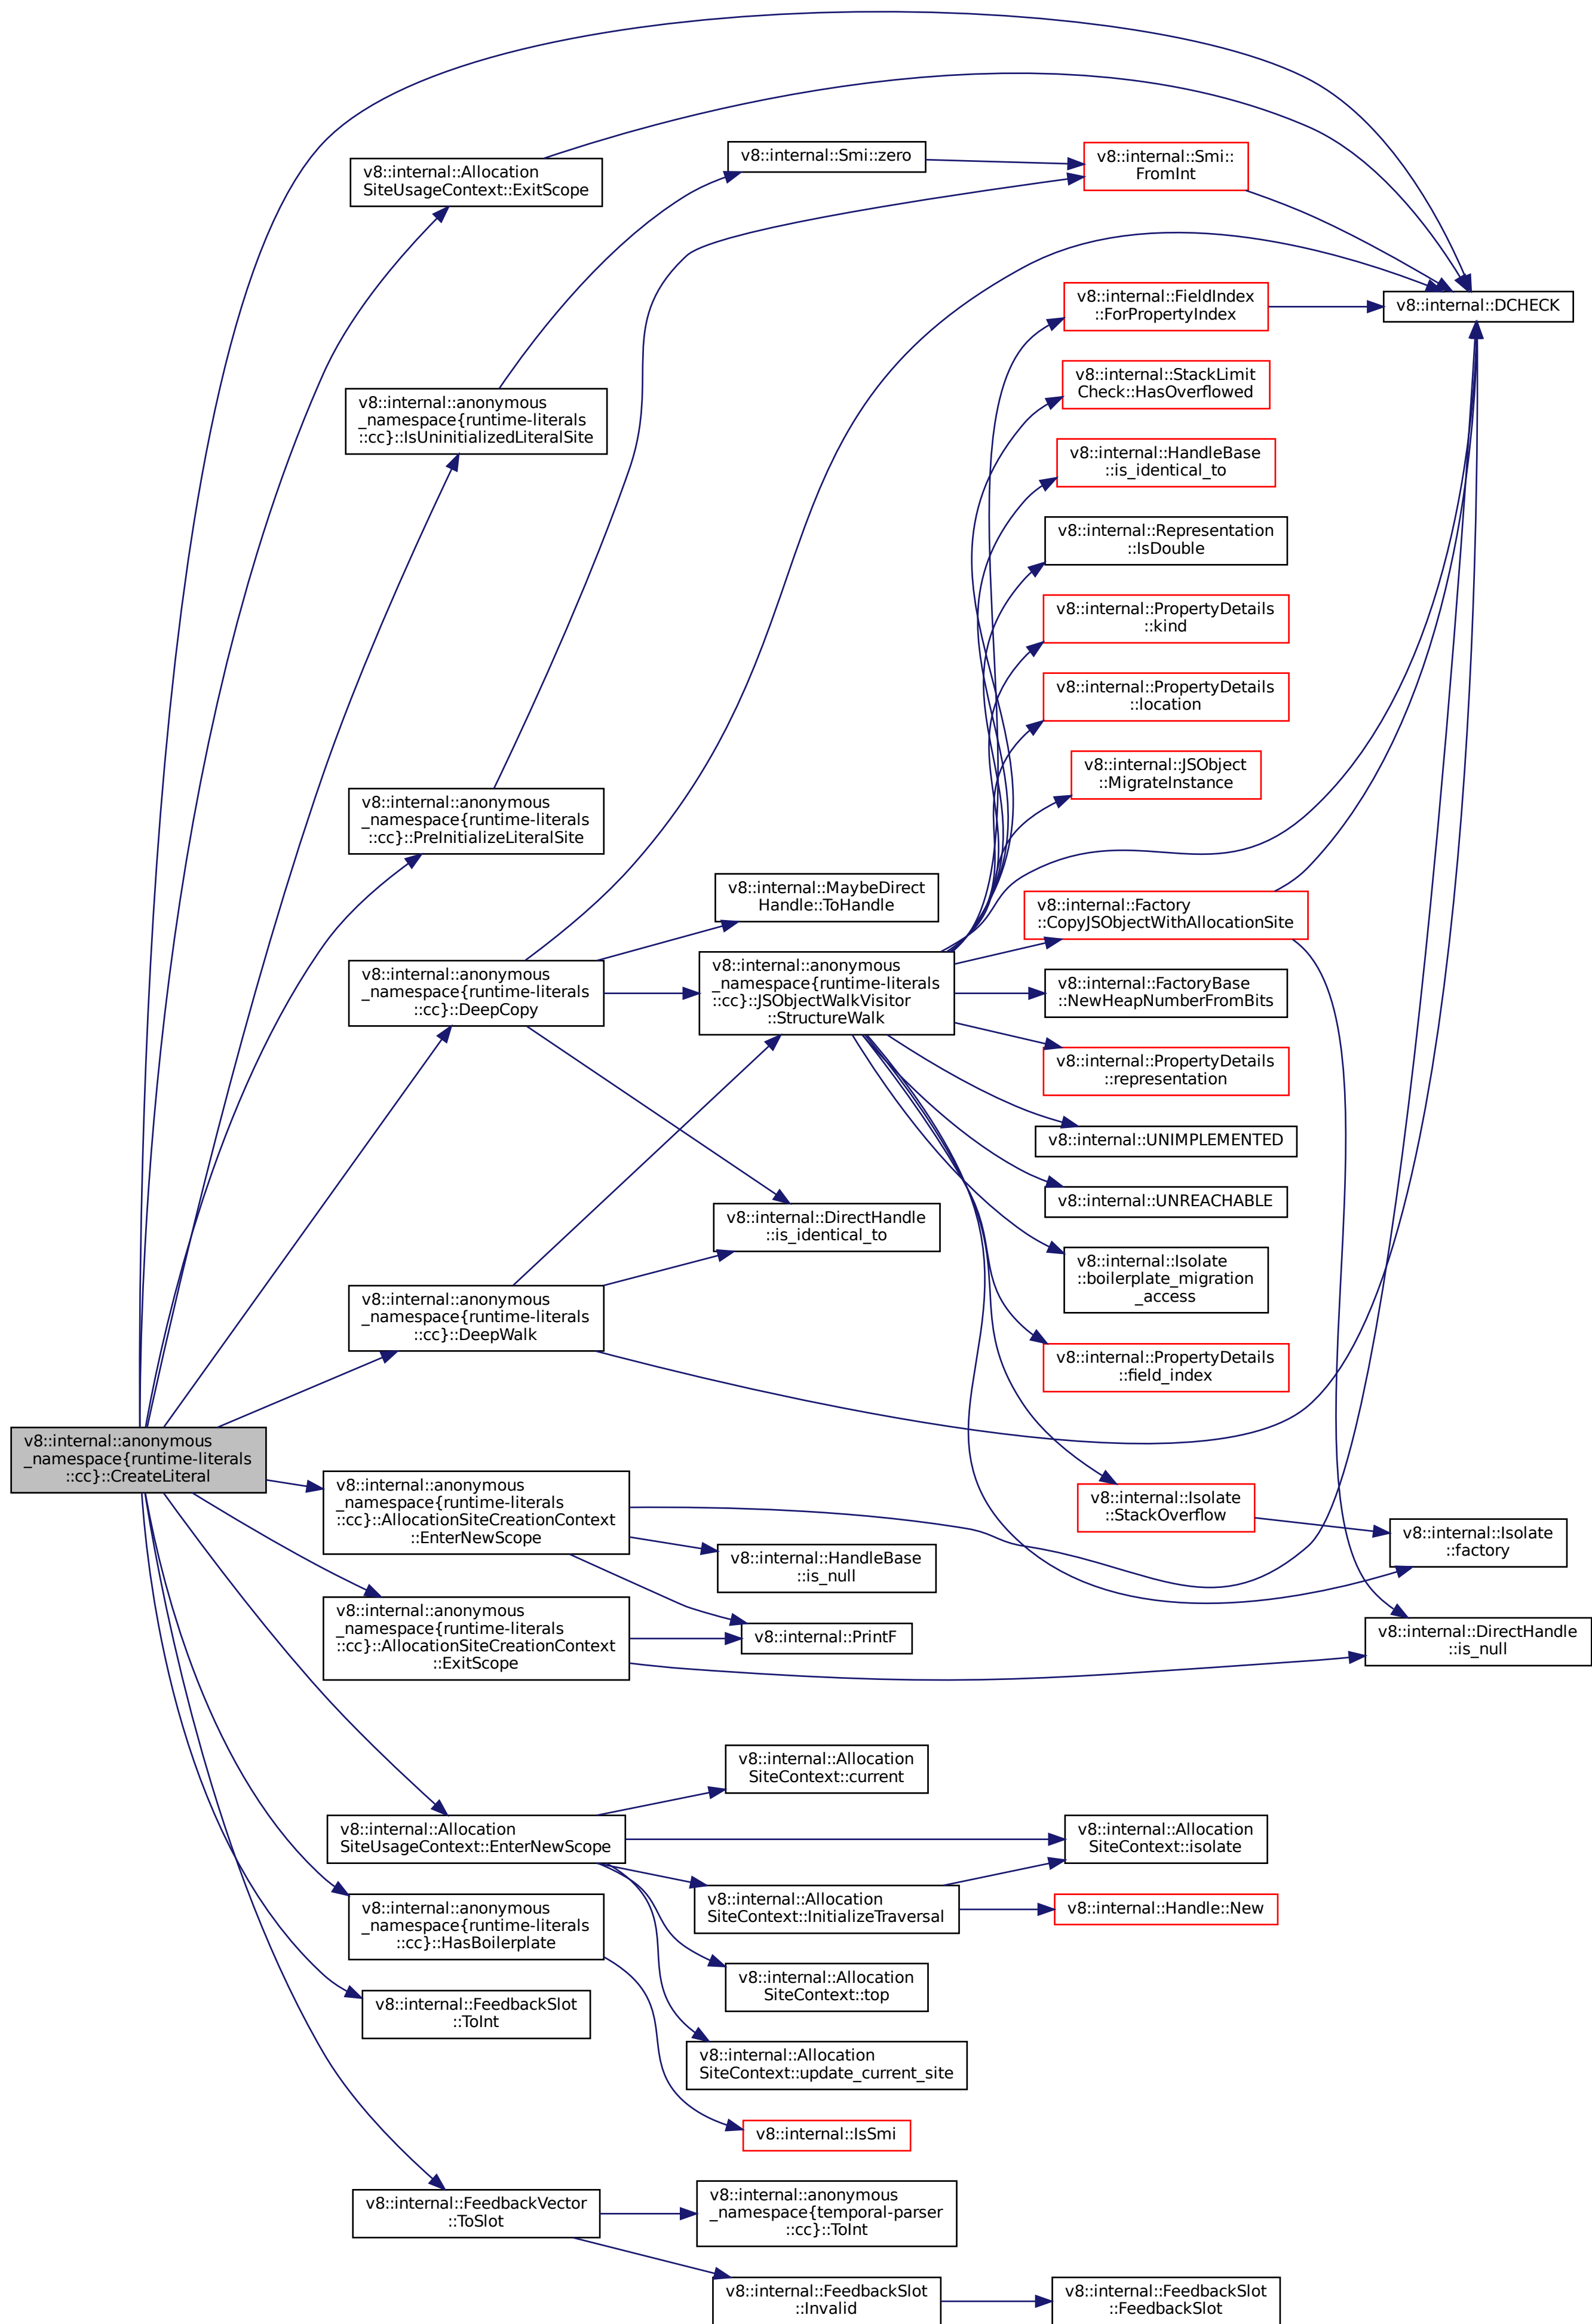 v8::internal::anonymous
_namespace{runtime-literals
::cc}::CreateLiteral
v8::internal::Allocation
SiteUsageContext::ExitScope
v8::internal::anonymous
_namespace{runtime-literals
::cc}::IsUninitializedLiteralSite
v8::internal::anonymous
_namespace{runtime-literals
::cc}::PreInitializeLiteralSite
v8::internal::anonymous
_namespace{runtime-literals
::cc}::DeepCopy
v8::internal::anonymous
_namespace{runtime-literals
::cc}::DeepWalk
v8::internal::anonymous
_namespace{runtime-literals
::cc}::AllocationSiteCreationContext
::EnterNewScope
v8::internal::anonymous
_namespace{runtime-literals
::cc}::AllocationSiteCreationContext
::ExitScope
v8::internal::Allocation
SiteUsageContext::EnterNewScope
v8::internal::anonymous
_namespace{runtime-literals
::cc}::HasBoilerplate
v8::internal::FeedbackSlot
::ToInt
v8::internal::FeedbackVector
::ToSlot
v8::internal::Smi::zero
v8::internal::MaybeDirect
Handle::ToHandle
v8::internal::anonymous
_namespace{runtime-literals
::cc}::JSObjectWalkVisitor
::StructureWalk
v8::internal::DirectHandle
::is_identical_to
v8::internal::HandleBase
::is_null
v8::internal::PrintF
v8::internal::Allocation
SiteContext::current
v8::internal::Allocation
SiteContext::InitializeTraversal
v8::internal::Allocation
SiteContext::top
v8::internal::Allocation
SiteContext::update_current_site
v8::internal::IsSmi
v8::internal::anonymous
_namespace{temporal-parser
::cc}::ToInt
v8::internal::FeedbackSlot
::Invalid
v8::internal::Smi::
FromInt
v8::internal::FieldIndex
::ForPropertyIndex
v8::internal::StackLimit
Check::HasOverflowed
v8::internal::HandleBase
::is_identical_to
v8::internal::Representation
::IsDouble
v8::internal::PropertyDetails
::kind
v8::internal::PropertyDetails
::location
v8::internal::JSObject
::MigrateInstance
v8::internal::Factory
::CopyJSObjectWithAllocationSite
v8::internal::FactoryBase
::NewHeapNumberFromBits
v8::internal::PropertyDetails
::representation
v8::internal::UNIMPLEMENTED
v8::internal::UNREACHABLE
v8::internal::Isolate
::boilerplate_migration
_access
v8::internal::PropertyDetails
::field_index
v8::internal::Isolate
::StackOverflow
v8::internal::Allocation
SiteContext::isolate
v8::internal::Handle::New
v8::internal::FeedbackSlot
::FeedbackSlot
v8::internal::DCHECK
v8::internal::Isolate
::factory
v8::internal::DirectHandle
::is_null